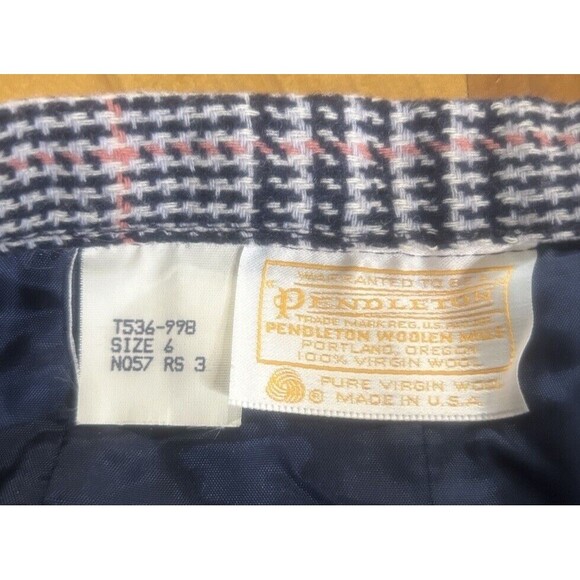 T536-998
SIZE 6
N057 RS 3
WARRANTED TO BE
"PENDLETON"
TRADE MARK REG. U.S. PAT.
PENDLETON WOOLEN MILLS
PORTLAND, OREGON
100% VIRGIN WOOL
PURE VIRGIN WOOL
® MADE IN U.S.A.